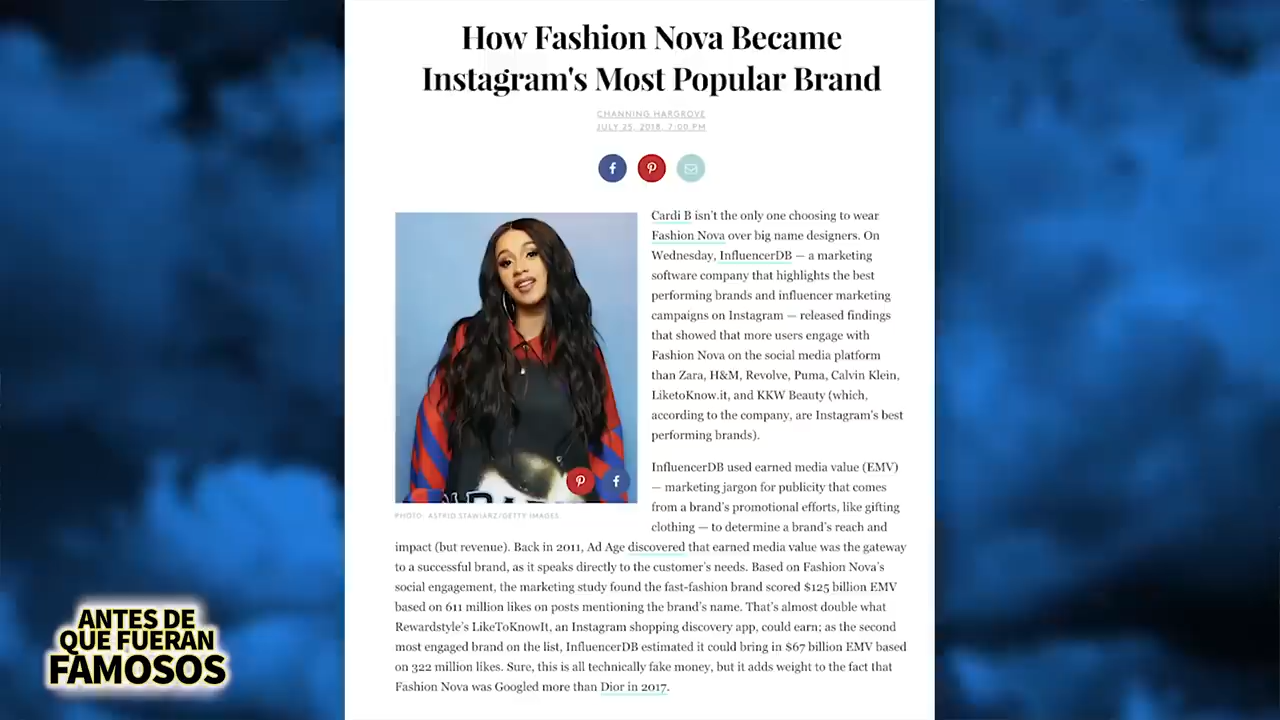 How Fashion Nova Became
Instagram's Most Popular Brand
CHANNING HARGROVE
JULY 25, 2018, 7:00 PM
Cardi B isn't the only one choosing to wear
Fashion Nova over big name designers. On
Wednesday, InfluencerDB — a marketing
software company that highlights the best
performing brands and influencer marketing
campaigns on Instagram — released findings
that showed that more users engage with
Fashion Nova on the social media platform
than Zara, H&M, Revolve, Puma, Calvin Klein,
LiketoKnow.it, and KKW Beauty (which,
according to the company, are Instagram's best
performing brands).
PHOTO: ASTRID STAWIARZ/GETTY IMAGES.
InfluencerDB used earned media value (EMV)
— marketing jargon for publicity that comes
from a brand's promotional efforts, like gifting
clothing — to determine a brand's reach and
impact (but revenue). Back in 2011, Ad Age discovered that earned media value was the gateway
to a successful brand, as it speaks directly to the customer's needs. Based on Fashion Nova's
social engagement, the marketing study found the fast-fashion brand scored $125 billion EMV
based on 611 million likes on posts mentioning the brand's name. That's almost double what
Rewardstyle's LikeToKnowIt, an Instagram shopping discovery app, could earn; as the second
most engaged brand on the list, InfluencerDB estimated it could bring in $67 billion EMV based
on 322 million likes. Sure, this is all technically fake money, but it adds weight to the fact that
Fashion Nova was Googled more than Dior in 2017.
ANTES DE
QUE FUERAN
FAMOSOS